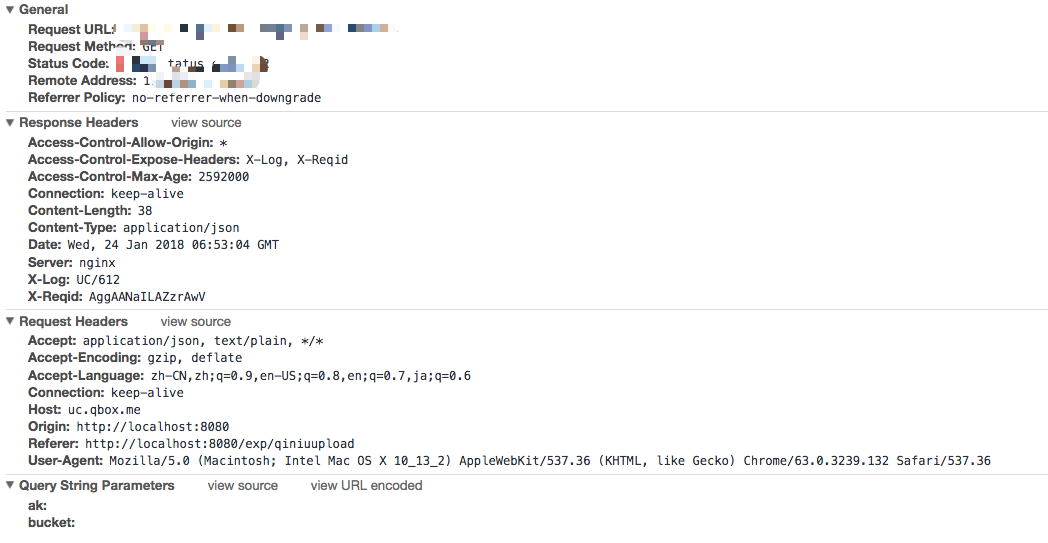 ▼ General
Request URL:
Request Method: GET
Status Code:
Remote Address: 1
Referrer Policy: no-referrer-when-downgrade
▼ Response Headers view source
Access-Control-Allow-Origin: *
Access-Control-Expose-Headers: X-Log, X-Reqid
Access-Control-Max-Age: 2592000
Connection: keep-alive
Content-Length: 38
Content-Type: application/json
Date: Wed, 24 Jan 2018 06:53:04 GMT
Server: nginx
X-Log: UC/612
X-Reqid: AggAANaILAZzrAwV
▼ Request Headers view source
Accept: application/json, text/plain, */*
Accept-Encoding: gzip, deflate
Accept-Language: zh-CN,zh;q=0.9,en-US;q=0.8,en;q=0.7,ja;q=0.6
Connection: keep-alive
Host: uc.qbox.me
Origin: http://localhost:8080
Referer: http://localhost:8080/exp/qiniuupload
User-Agent: Mozilla/5.0 (Macintosh; Intel Mac OS X 10_13_2) AppleWebKit/537.36 (KHTML, like Gecko) Chrome/63.0.3239.132 Safari/537.36
▼ Query String Parameters view source view URL encoded
ak:
bucket: